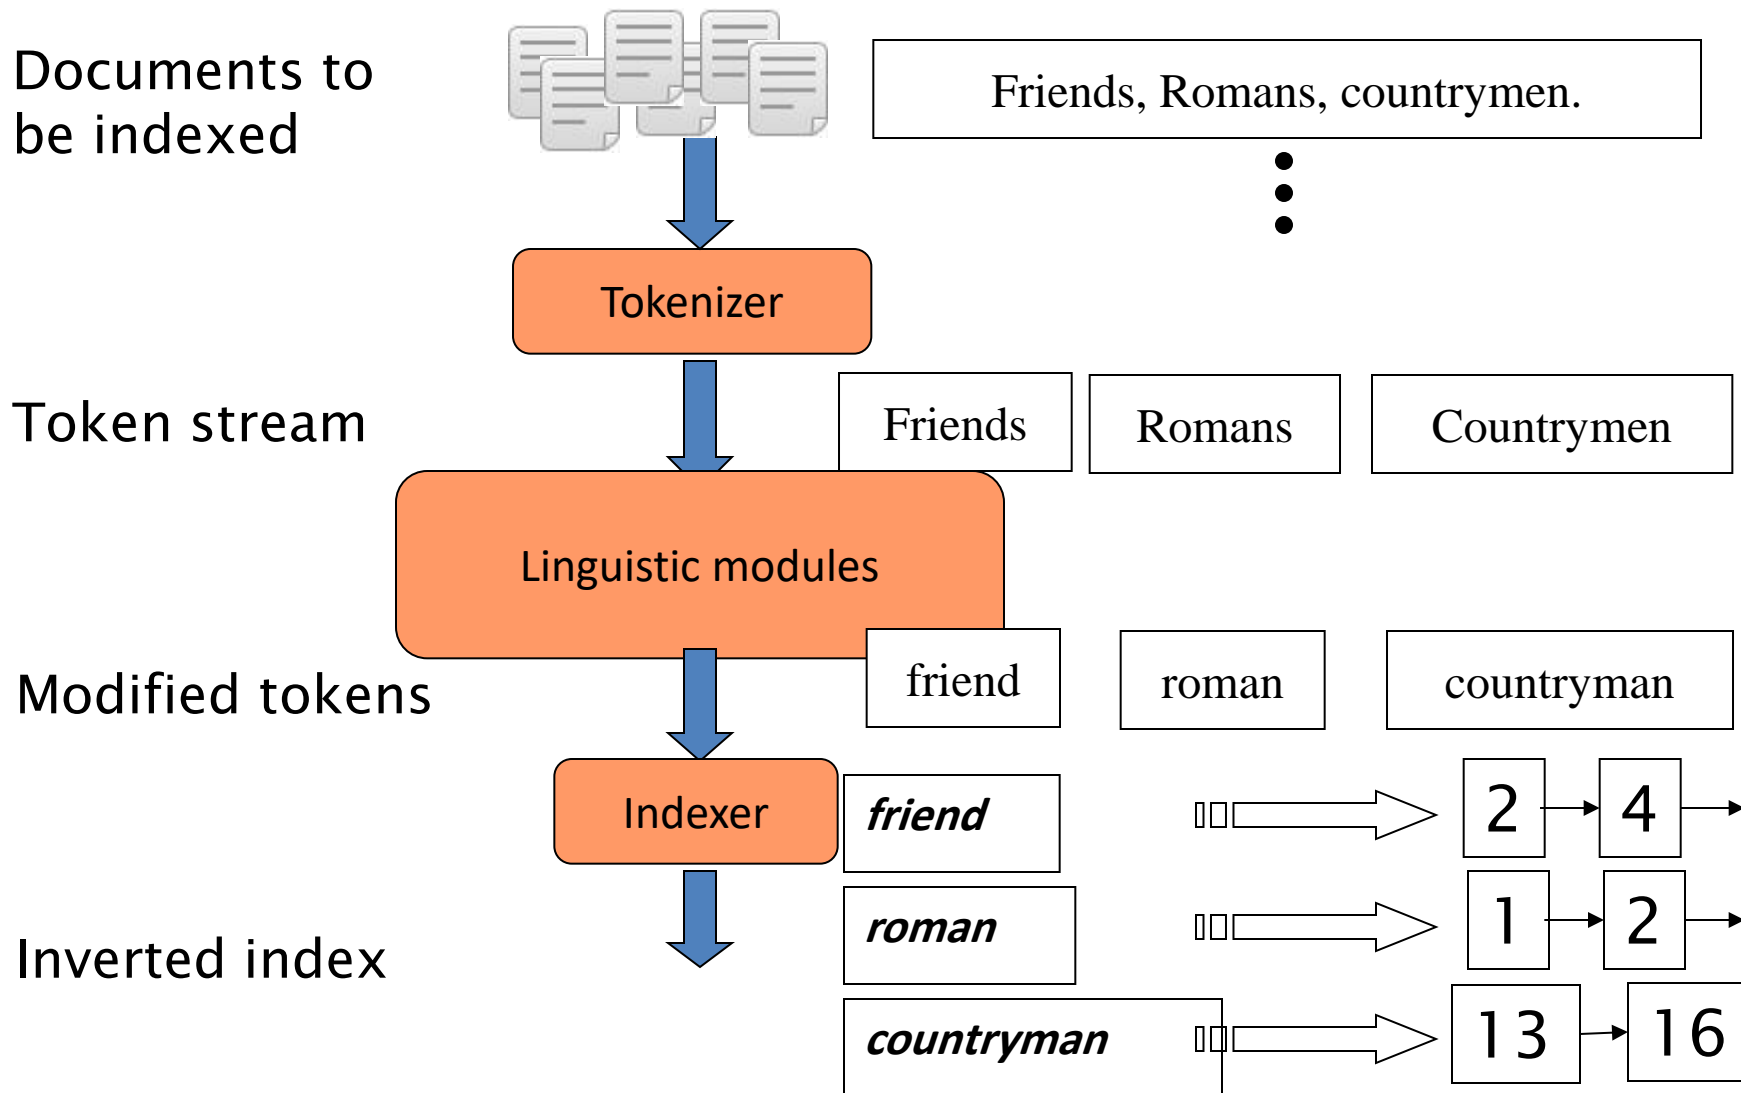 Documents to
be indexed
Friends, Romans, countrymen.
Tokenizer
Token stream
Friends
Romans
Countrymen
Linguistic modules
Modified tokens
friend
roman
countryman
Indexer
friend
2
4
roman
1
2
Inverted index
countryman
13
16